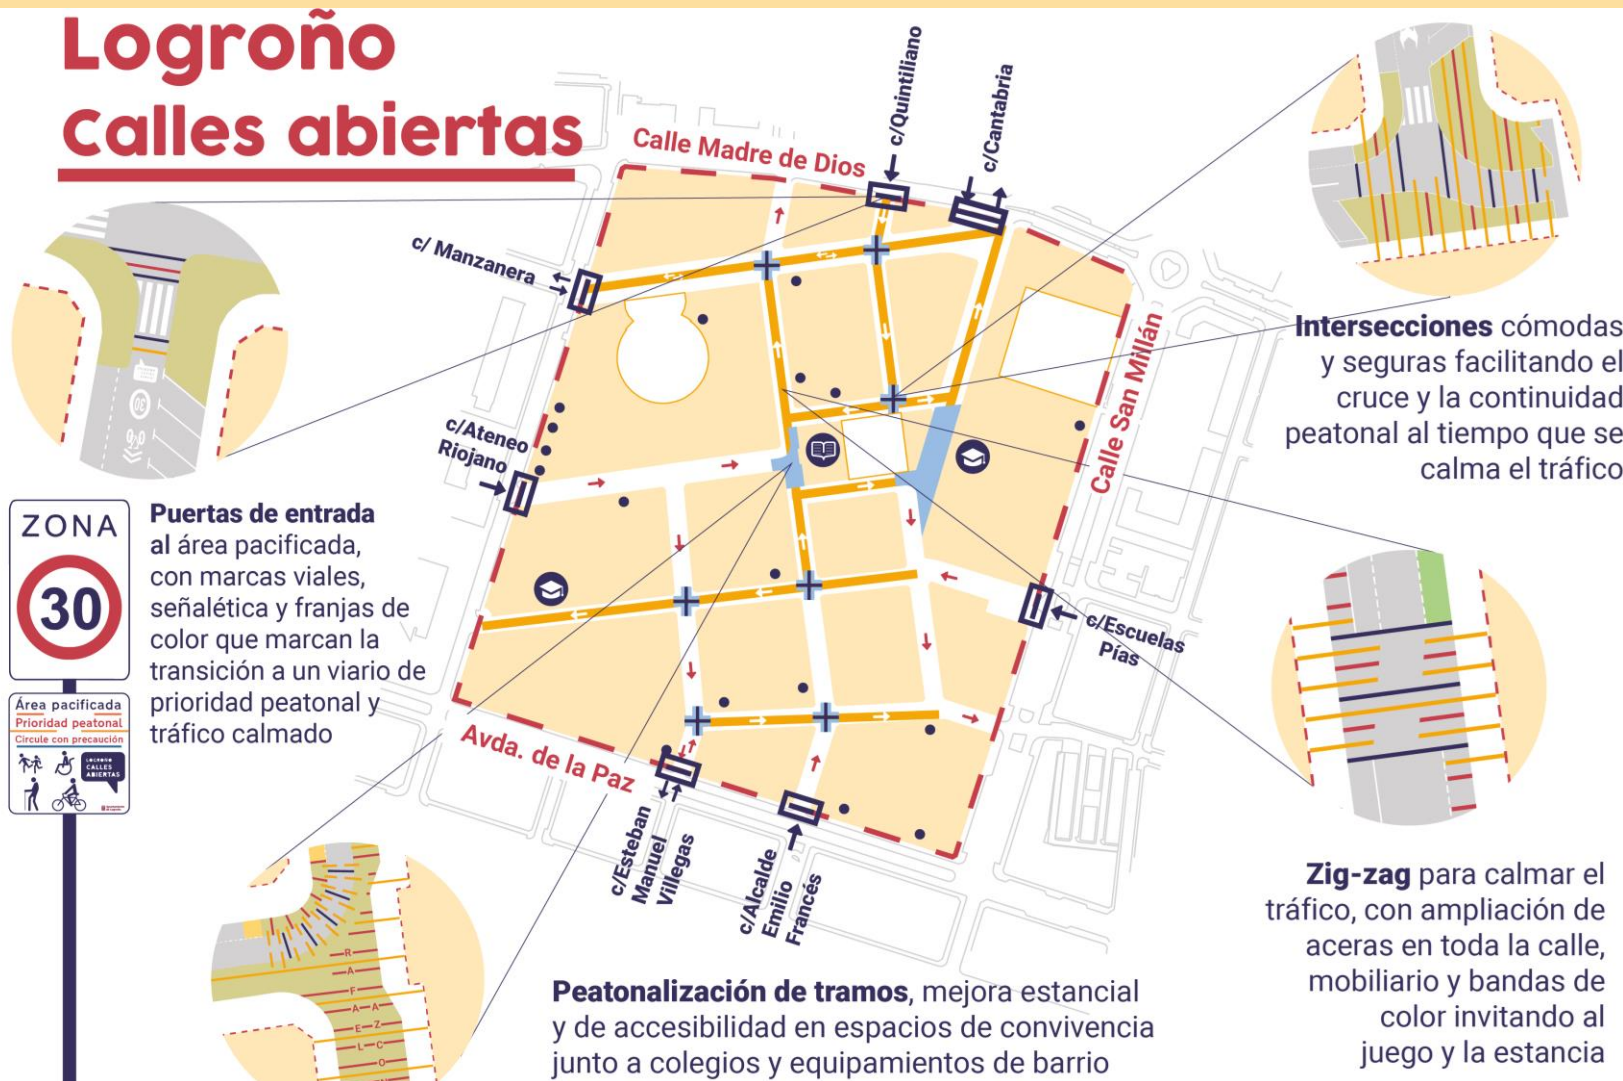 Logroño
Calles abiertas
Calle Madre de Dios
c/Quintiliano
c/Cantabria
c/ Manzanera
c/Ateneo
Riojano
Calle San Millán
c/Escuelas
Pías
Avda. de la Paz
c/Esteban
Manuel
Villegas
c/Alcalde
Emilio
Francés
Intersecciones cómodas
y seguras facilitando el
cruce y la continuidad
peatonal al tiempo que se
calma el tráfico
ZONA
30
Área pacificada
Prioridad peatonal
Circule con precaución
LOGROÑO
CALLES
ABIERTAS
Puertas de entrada
al área pacificada,
con marcas viales,
señalética y franjas de
color que marcan la
transición a un viario de
prioridad peatonal y
tráfico calmado
30
R
A
F
A A
E Z
L C
O
Peatonalización de tramos, mejora estancial
y de accesibilidad en espacios de convivencia
junto a colegios y equipamientos de barrio
Zig-zag para calmar el
tráfico, con ampliación de
aceras en toda la calle,
mobiliario y bandas de
color invitando al
juego y la estancia